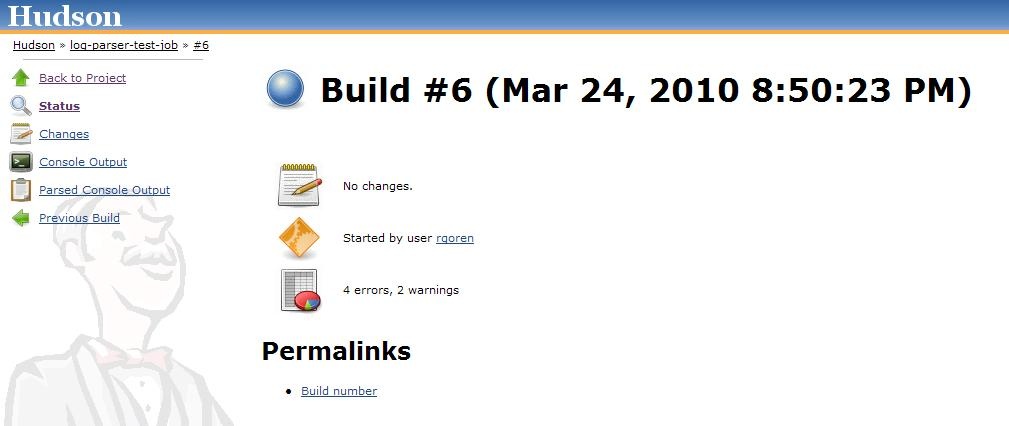 Hudson
Hudson » log-parser-test-job » #6
Back to Project
Status
Changes
Console Output
Parsed Console Output
Previous Build
Build #6 (Mar 24, 2010 8:50:23 PM)
No changes.
Started by user rgoren
4 errors, 2 warnings
Permalinks
• Build number